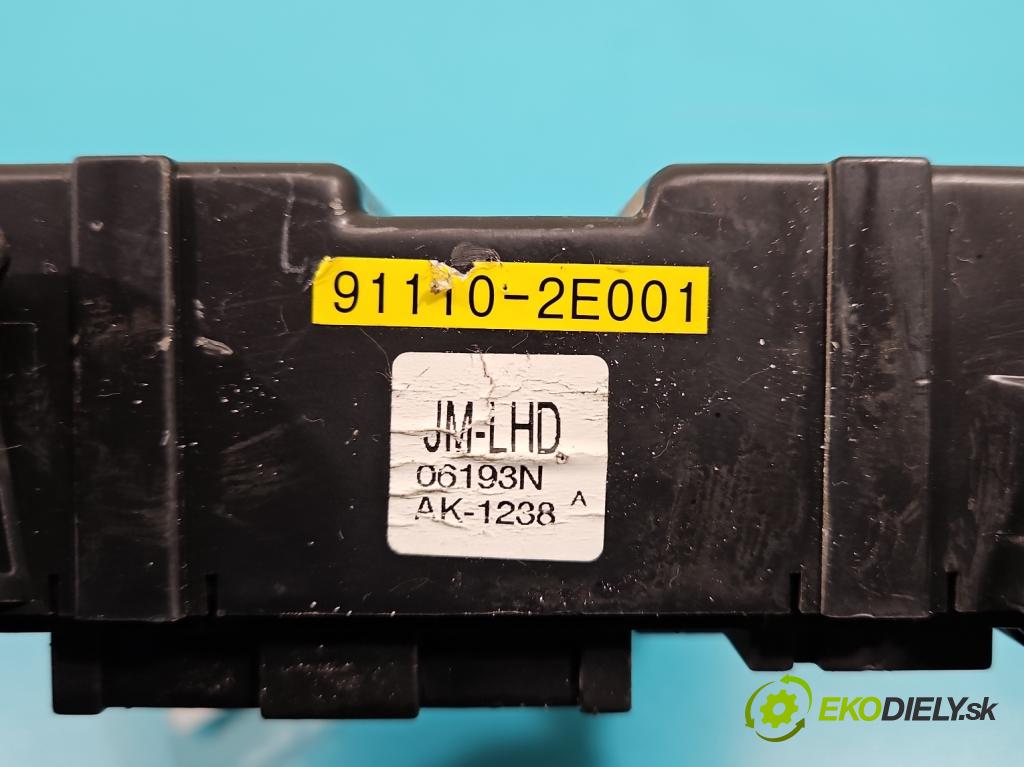 91110-2E001
JM-LHD
06193N
AK-1238 A
EKODIELY.sk